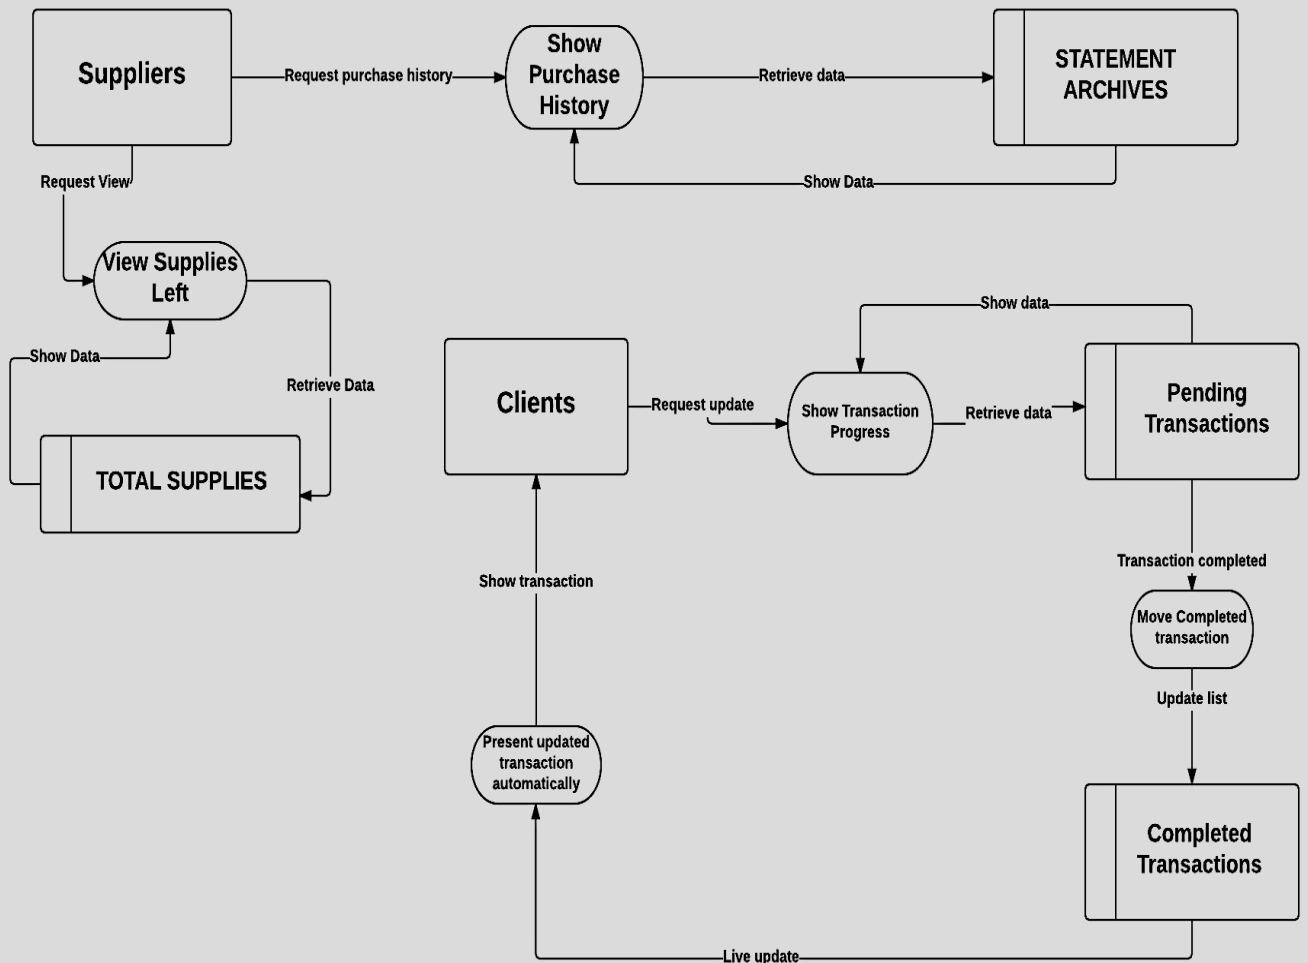 Suppliers
Request purchase history
Show
Purchase
History
Retrieve data
STATEMENT
ARCHIVES
Request View
Show Data
View Supplies
Left
Show data
Show Data
Retrieve Data
Clients
Request update
Show Transaction
Progress
Retrieve data
Pending
Transactions
TOTAL SUPPLIES
Transaction completed
Show transaction
Move Completed
transaction
Update list
Present updated
transaction
automatically
Completed
Transactions
Live update